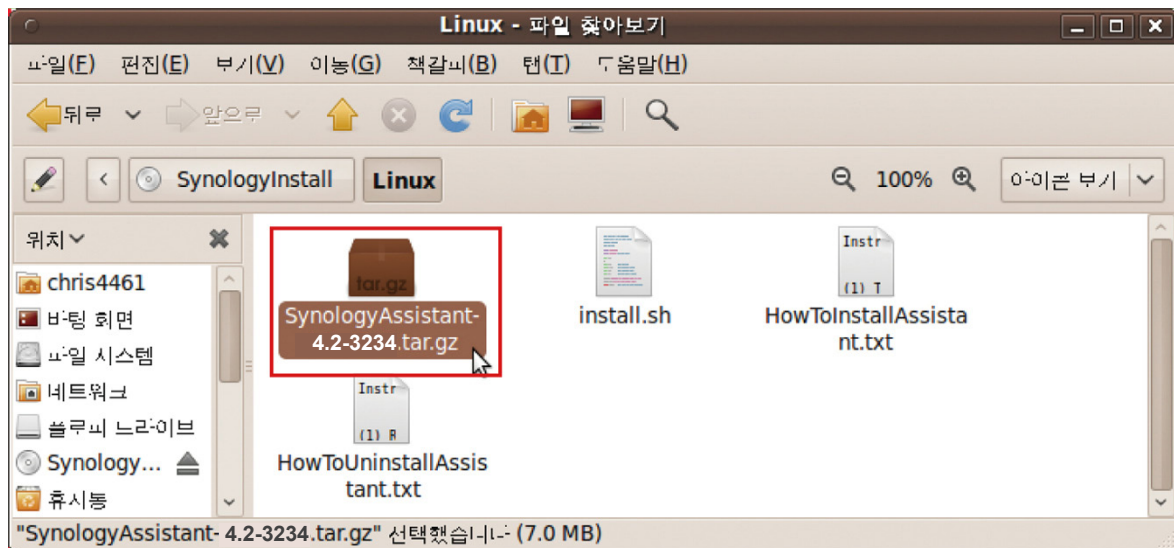 Linux - 파일 찾아보기
파일(F) 편집(E) 보기(V) 이동(G) 책갈피(B) 탭(T) 도움말(H)
뒤로 앞으로
SynologyInstall Linux 100% 아이콘 보기
위치
chris4461
바탕 화면
파일 시스템
네트워크
플로피 드라이브
Synology...
휴지통
tar.gz
SynologyAssistant-
4.2-3234.tar.gz
install.sh
Instr
(1) T
HowToInstallAssista
nt.txt
Instr
(1) R
HowToUninstallAssis
tant.txt
"SynologyAssistant- 4.2-3234.tar.gz" 선택했습니다 (7.0 MB)